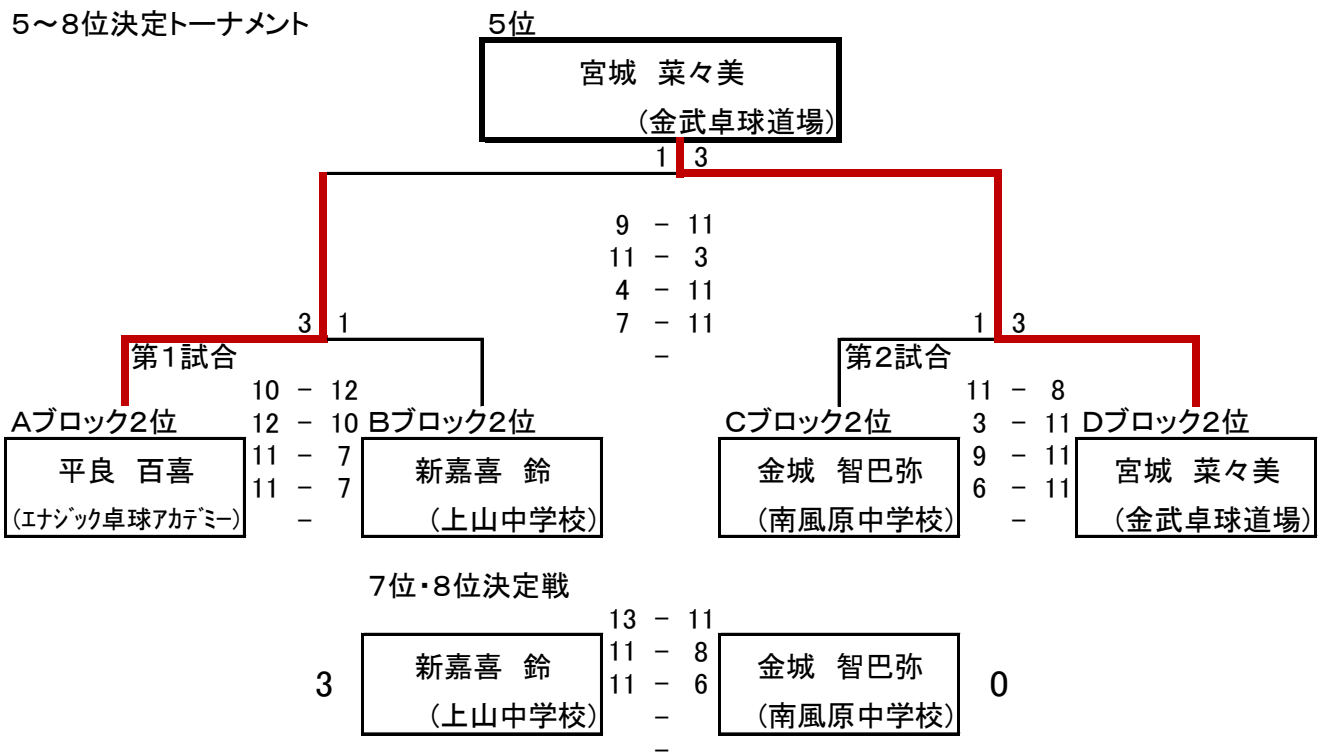 5～8位決定トーナメント
5位
宮城 菜々美
(金武卓球道場)
1 3
9 － 11
11 － 3
4 － 11
7 － 11
－
3 1
第1試合
10 － 12
12 － 10
11 － 7
11 － 7
－
1 3
第2試合
11 － 8
3 － 11
9 － 11
6 － 11
－
Aブロック2位
平良 百喜
(エナジック卓球アカデミー)
Bブロック2位
新嘉喜 鈴
(上山中学校)
Cブロック2位
金城 智巴弥
(南風原中学校)
Dブロック2位
宮城 菜々美
(金武卓球道場)
7位・8位決定戦
3
新嘉喜 鈴
(上山中学校)
13 － 11
11 － 8
11 － 6
－
－
金城 智巴弥
(南風原中学校)
0